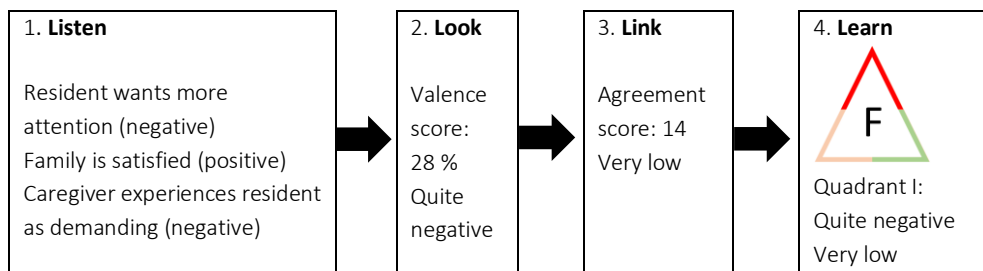 1. Listen
Resident wants more
attention (negative)
Family is satisfied (positive)
Caregiver experiences resident
as demanding (negative)
2. Look
Valence
score:
28 %
Quite
negative
3. Link
Agreement
score: 14
Very low
4. Learn
F
Quadrant I:
Quite negative
Very low